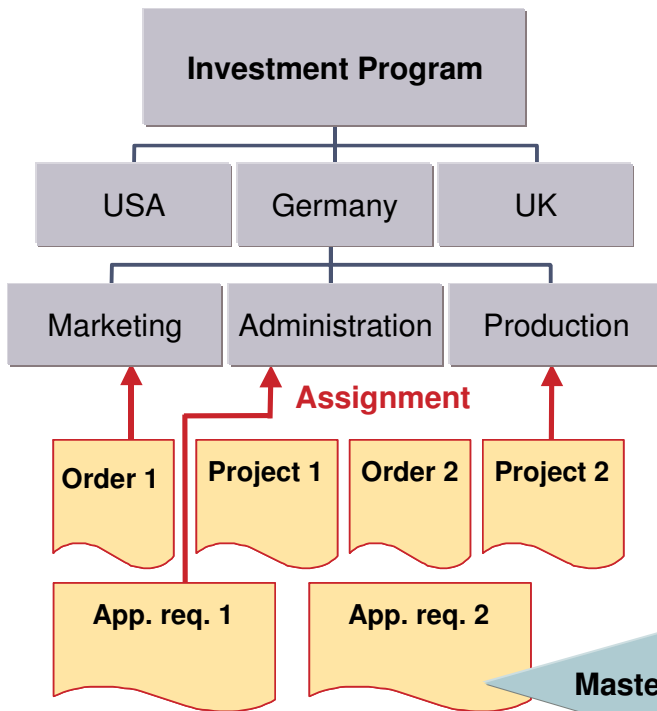 Investment Program
USA
Germany
UK
Marketing
Administration
Production
Assignment
Order 1
Project 1
Order 2
Project 2
App. req. 1
App. req. 2